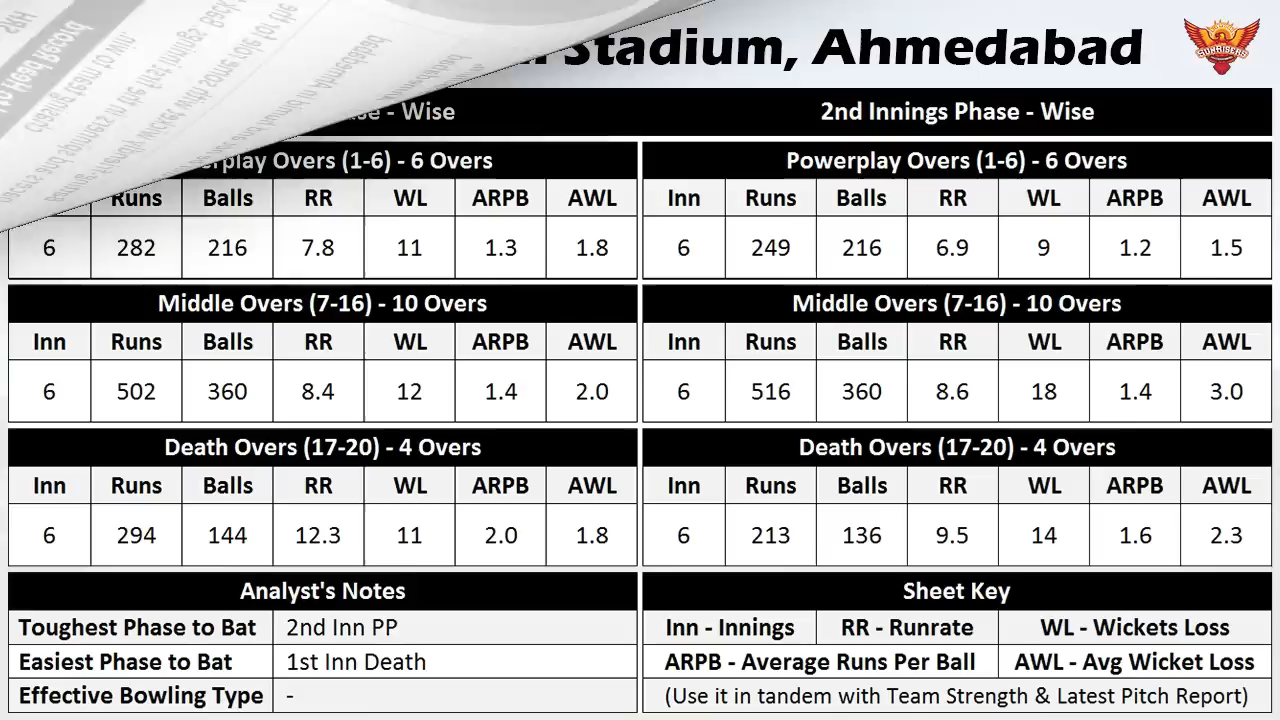 Stadium, Ahmedabad
SUNRISERS
- Wise
2nd Innings Phase - Wise
Overs (1-6) - 6 Overs
Powerplay Overs (1-6) - 6 Overs
Runs Balls RR WL ARPB AWL
Inn Runs Balls RR WL ARPB AWL
6 282 216 7.8 11 1.3 1.8
6 249 216 6.9 9 1.2 1.5
Middle Overs (7-16) - 10 Overs
Middle Overs (7-16) - 10 Overs
Inn Runs Balls RR WL ARPB AWL
Inn Runs Balls RR WL ARPB AWL
6 502 360 8.4 12 1.4 2.0
6 516 360 8.6 18 1.4 3.0
Death Overs (17-20) - 4 Overs
Death Overs (17-20) - 4 Overs
Inn Runs Balls RR WL ARPB AWL
Inn Runs Balls RR WL ARPB AWL
6 294 144 12.3 11 2.0 1.8
6 213 136 9.5 14 1.6 2.3
Analyst's Notes
Sheet Key
Toughest Phase to Bat 2nd Inn PP
Inn - Innings RR - Runrate WL - Wickets Loss
Easiest Phase to Bat 1st Inn Death
ARPB - Average Runs Per Ball AWL - Avg Wicket Loss
Effective Bowling Type -
(Use it in tandem with Team Strength & Latest Pitch Report)